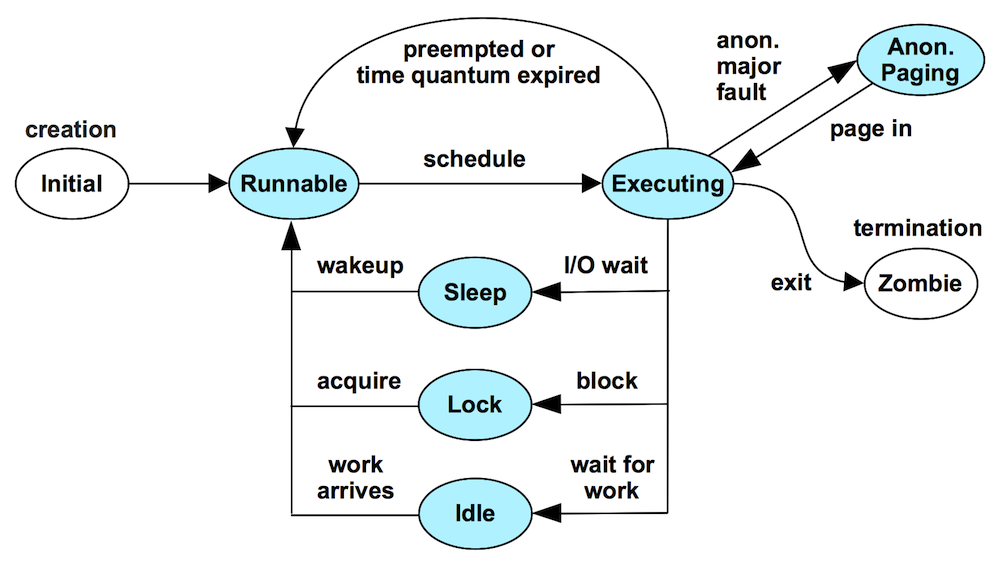 preempted or
time quantum expired
anon.
major
fault
Anon.
Paging
page in
creation
Initial
Runnable
schedule
Executing
termination
Zombie
exit
wakeup
Sleep
I/O wait
acquire
Lock
block
work
arrives
Idle
wait for
work